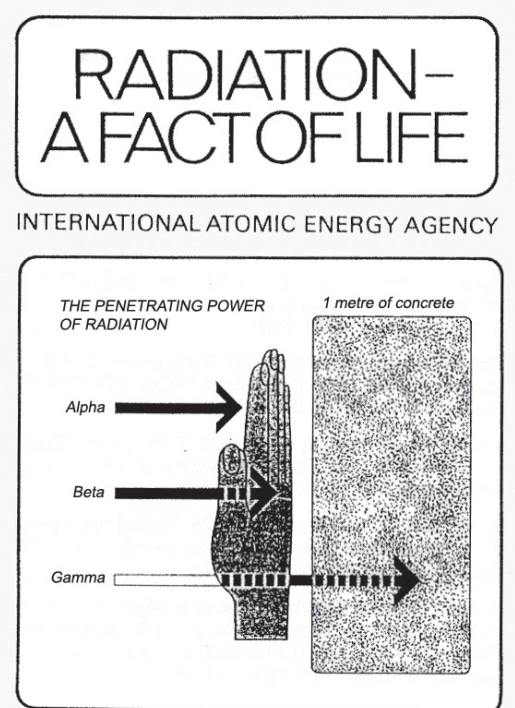 RADIATION–
A FACT OF LIFE
INTERNATIONAL ATOMIC ENERGY AGENCY
THE PENETRATING POWER
OF RADIATION
1 metre of concrete
Alpha
Beta
Gamma